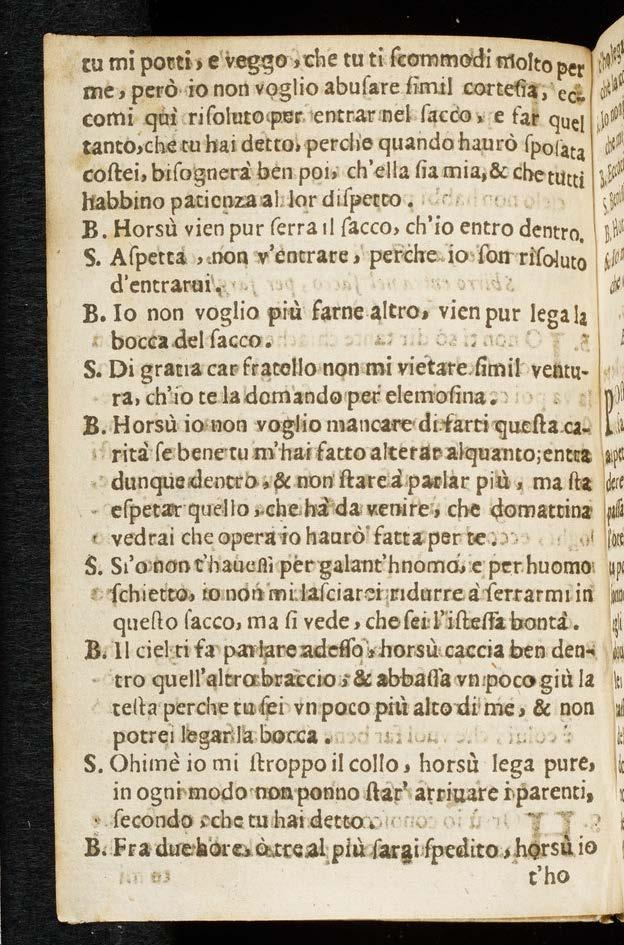 tu mi porti, e veggo, che tu ti scommodi molto per
me, però io non voglio abusare simil cortesia, ec-
comi quì risoluto per entrar nel sacco, e far quel
tanto, che tu hai detto, perche quando haurò sposata
costei, bisognerà ben poi, ch'ella sia mia, & che tutti
habbino patienza al lor dispetto.
B. Horsù vien pur serra il sacco, ch'io entro dentro.
S. Aspetta, non v'entrare, perche io son risoluto
d'entrarui.
B. Io non voglio più farne altro, vien pur lega la
bocca del sacco.
S. Di gratia car fratello non mi vietare simil ventu-
ra, ch'io te la domando per elemosina.
B. Horsù io non voglio mancare di farti questa ca-
rità se bene tu m'hai fatto alterar alquanto; entra
dunque dentro, & non stare à parlar più, ma sta
espetar quello, che hà da venire, che domattina
vedrai che opera io haurò fatta per te.
S. Si'o non t'hauessi per galant'hnomo, e per huomo
schietto, io non mi lasciarei ridurre à serrarmi in
questo sacco, ma si vede, che sei l'istessa bontà.
B. Il ciel ti fa parlare adesso, horsù caccia ben den-
tro quell'altro braccio, & abbassa vn poco giù la
testa perche tu sei vn poco più alto di me, & non
potrei legar la bocca.
S. Ohimè io mi stroppo il collo, horsù lega pure,
in ogni modo non ponno star' arriuare i parenti,
secondo che tu hai detto.
B. Fra due hore, ò tre al più sarai spedito, horsù io
t'ho